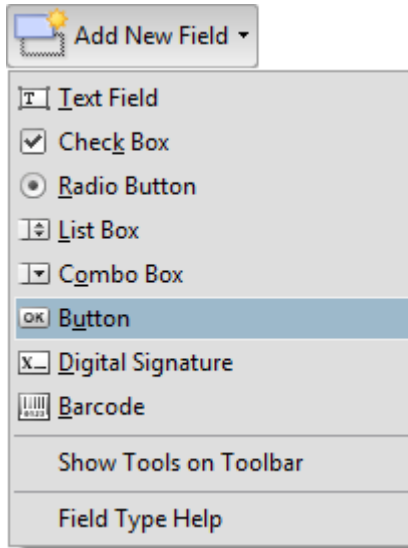 Add New Field
Text Field
Check Box
Radio Button
List Box
Combo Box
OK Button
Digital Signature
Barcode
Show Tools on Toolbar
Field Type Help